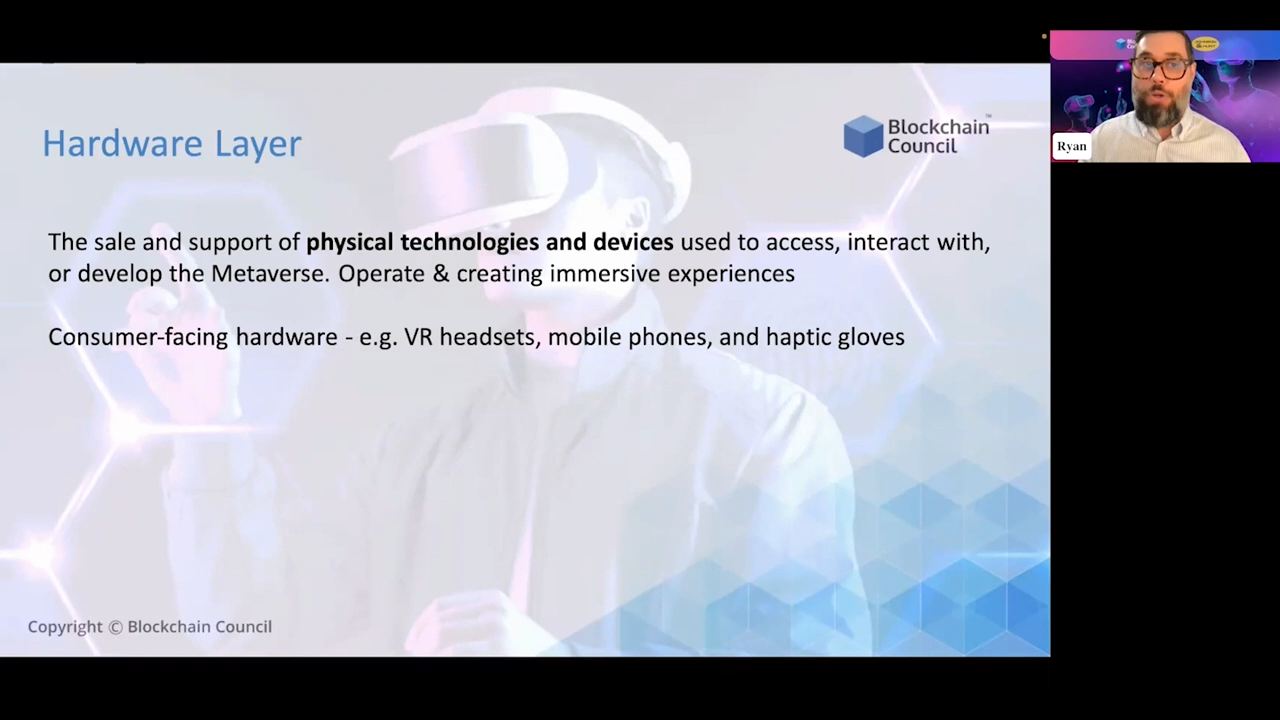 Hardware Layer
Blockchain
Council
™
The sale and support of physical technologies and devices used to access, interact with,
or develop the Metaverse. Operate & creating immersive experiences
Consumer-facing hardware - e.g. VR headsets, mobile phones, and haptic gloves
Copyright © Blockchain Council
Ryan